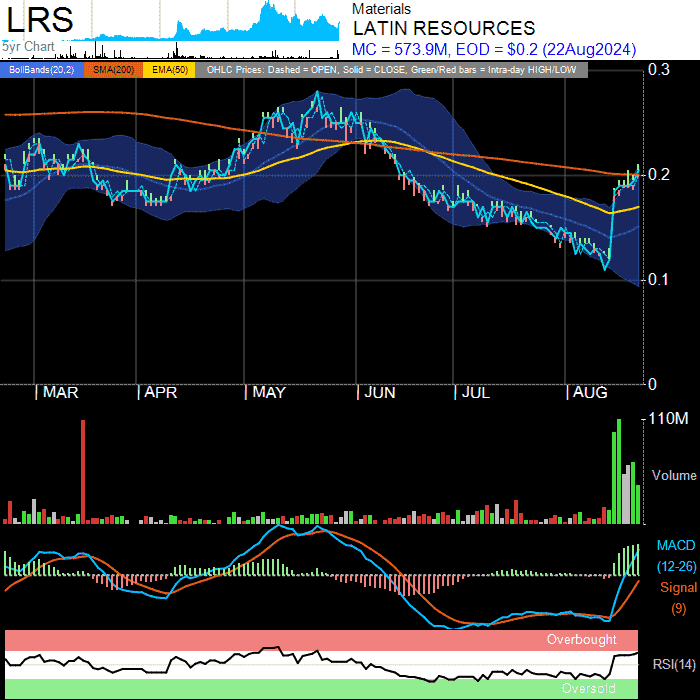 LRS
5yr Chart
Materials
LATIN RESOURCES
MC = 573.9M, EOD = $0.2 (22Aug2024)
BollBands(20,2) SMA(200) EMA(50) OHLC Prices: Dashed = OPEN, Solid = CLOSE, Green/Red bars = Intra-day HIGH/LOW
0.3
0.2
0.1
0
| MAR | APR | MAY | JUN | JUL | AUG
110M
Volume
MACD
(12-26)
Signal
(9)
Overbought
RSI(14)
Oversold